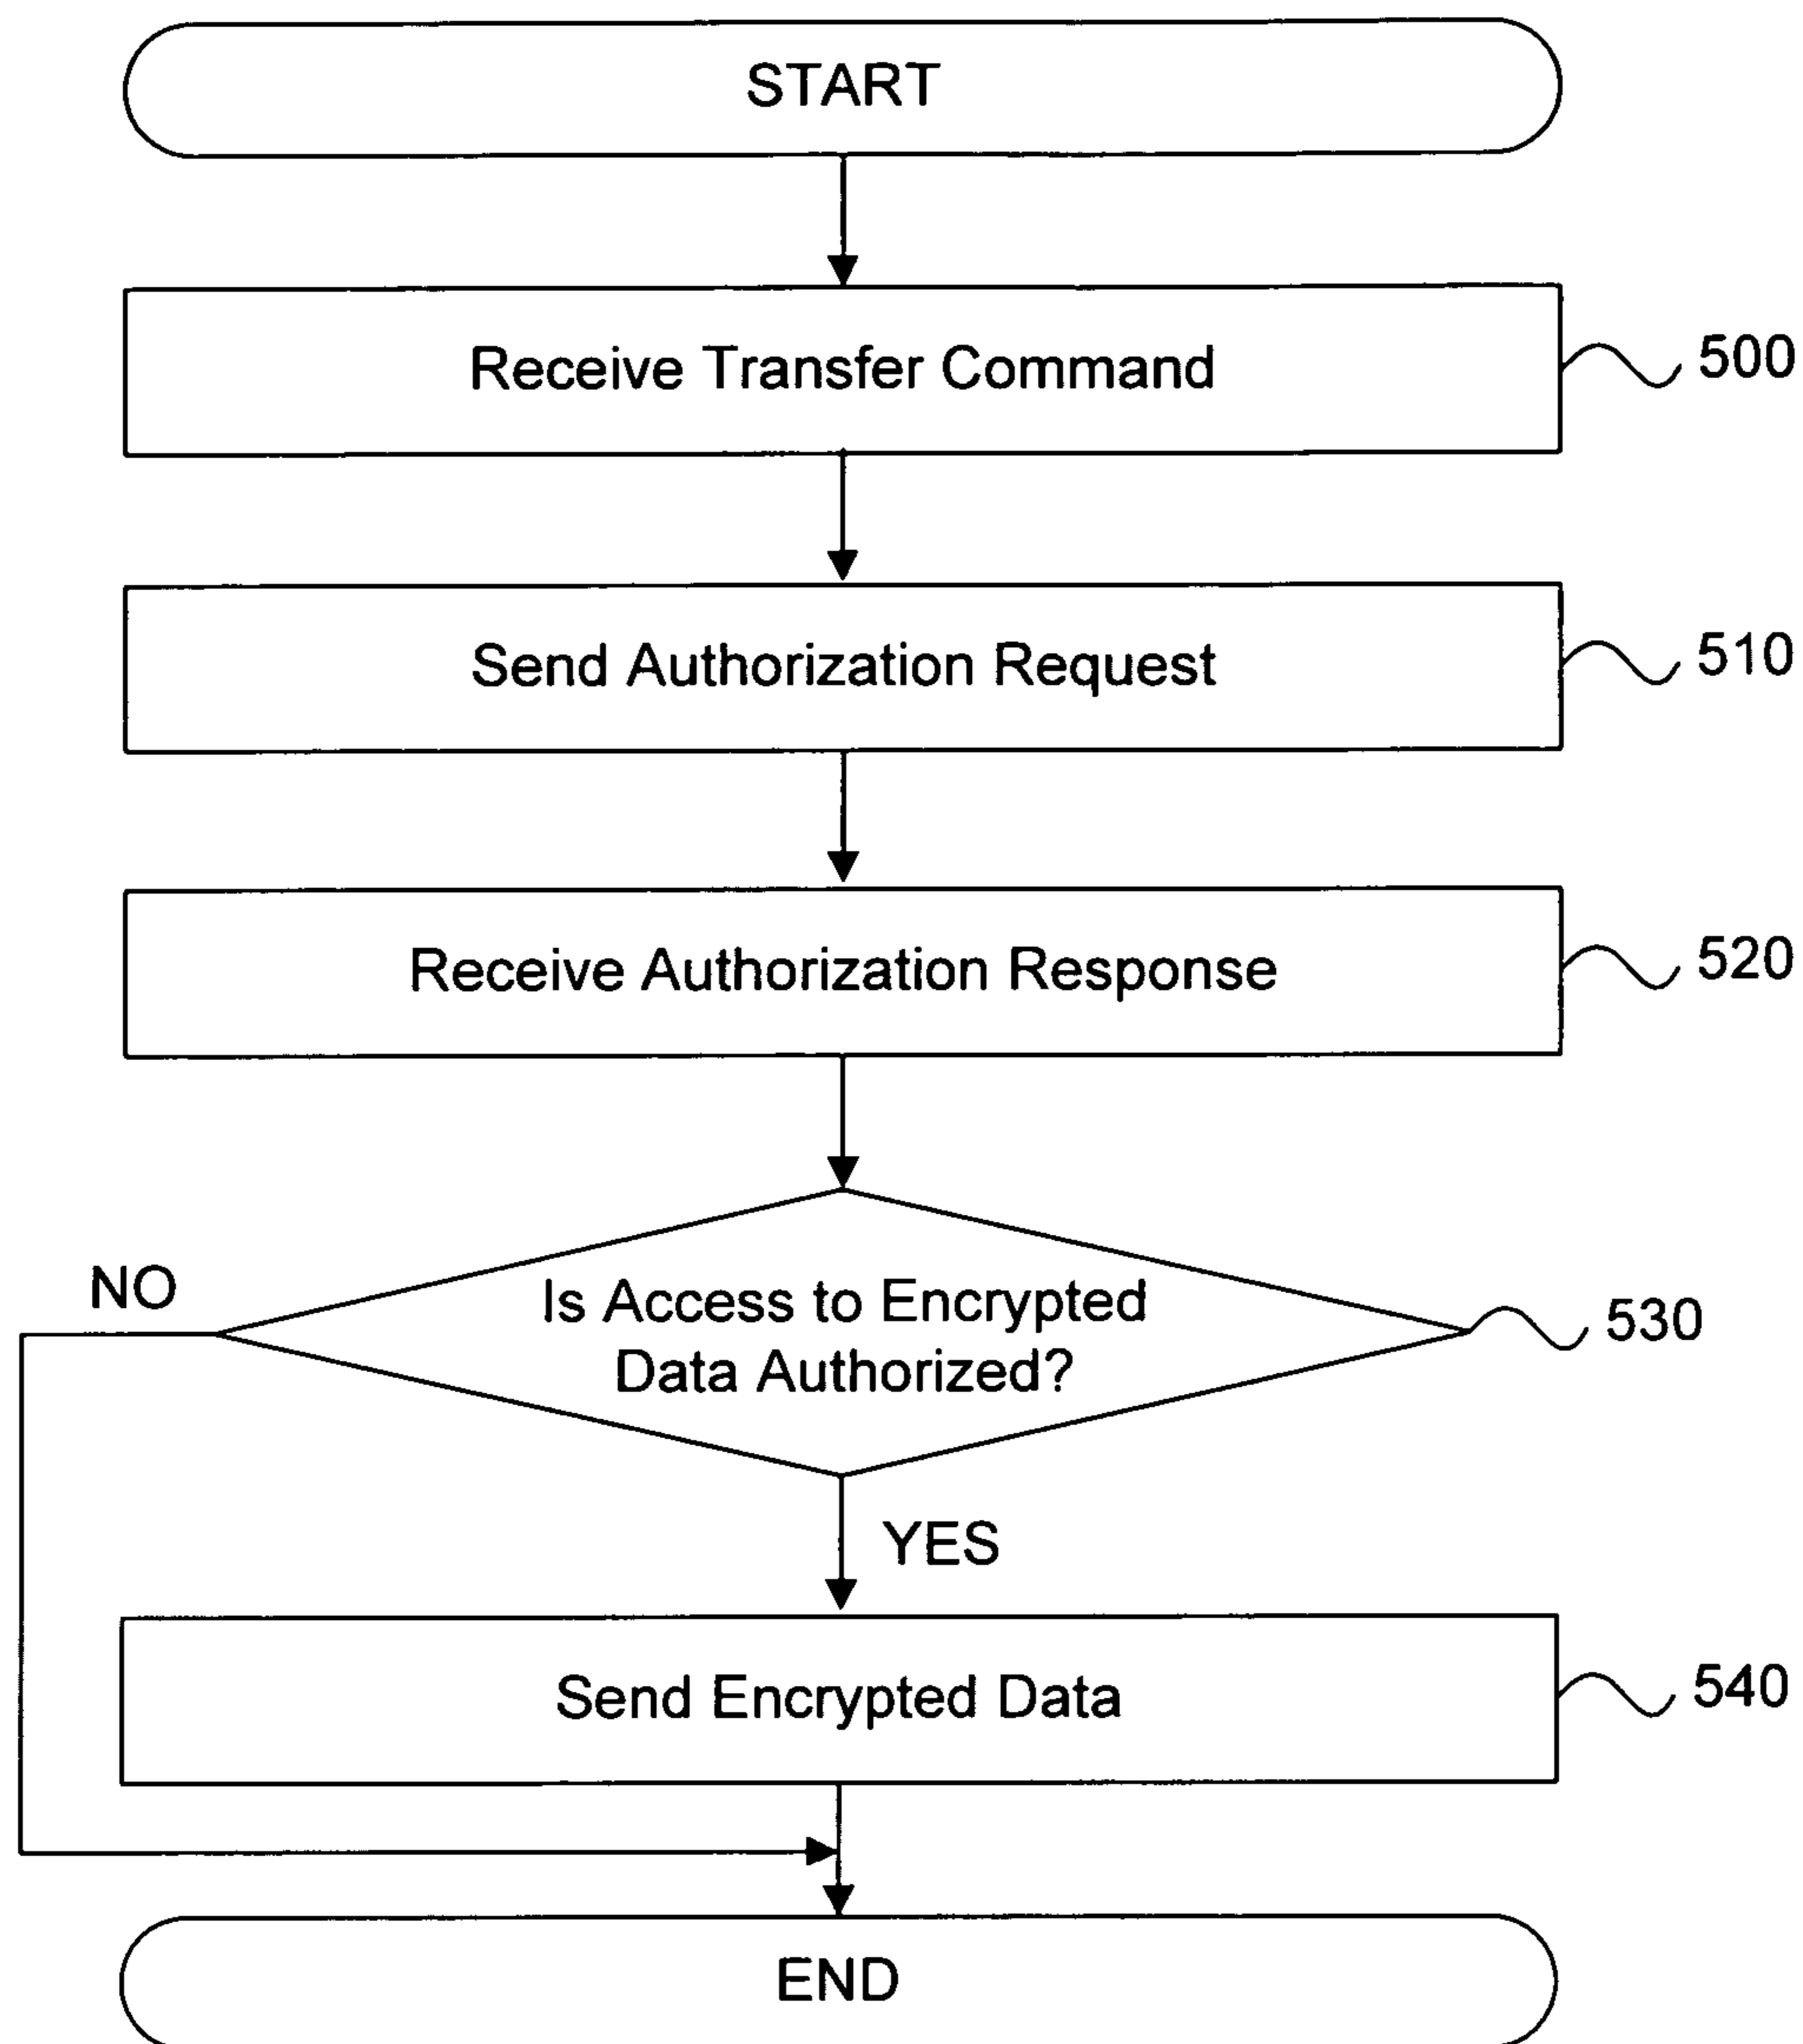 START
Receive Transfer Command
500
Send Authorization Request
510
Receive Authorization Response
520
NO
Is Access to Encrypted
Data Authorized?
530
YES
Send Encrypted Data
540
END